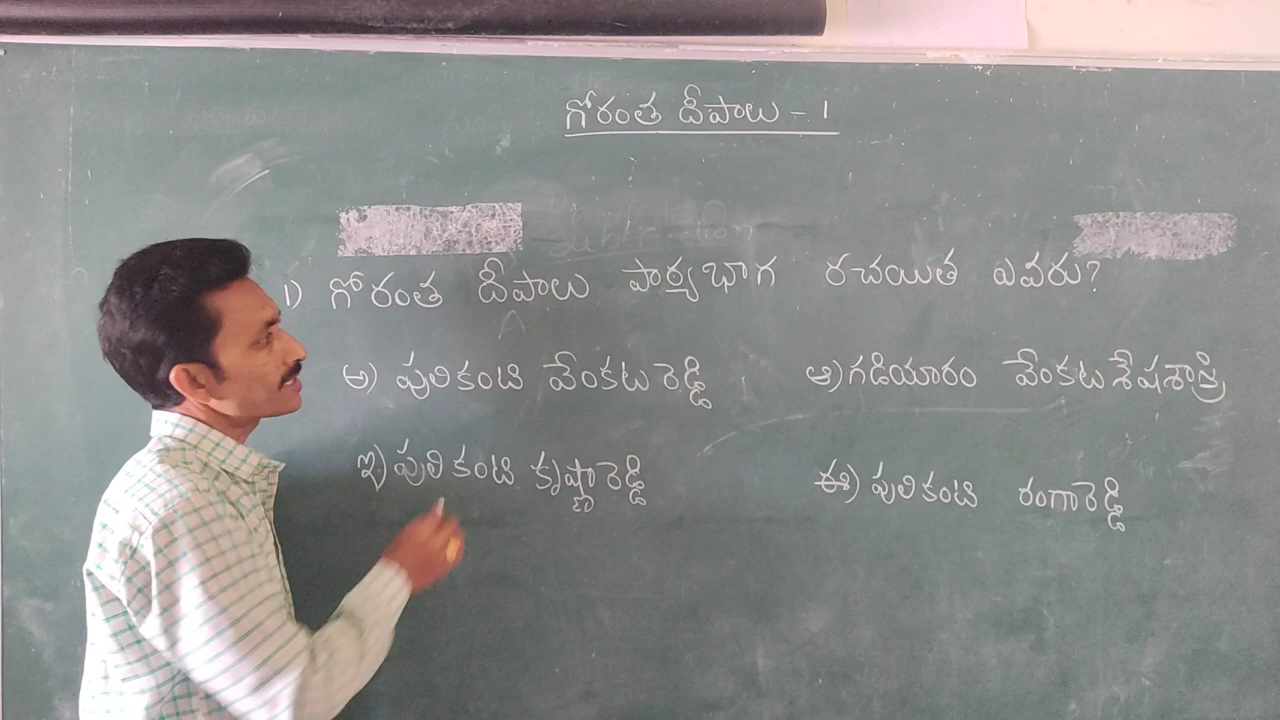 గోరంత దీపాలు - 1
1) గోరంత దీపాలు పాఠ్యభాగ రచయిత ఎవరు?
అ) పులికంటి వేంకటరెడ్డి ఆ) గడియారం వేంకట శేషశాస్త్రి
ఇ) పులికంటి కృష్ణారెడ్డి ఈ) పులికంటి రంగారెడ్డి